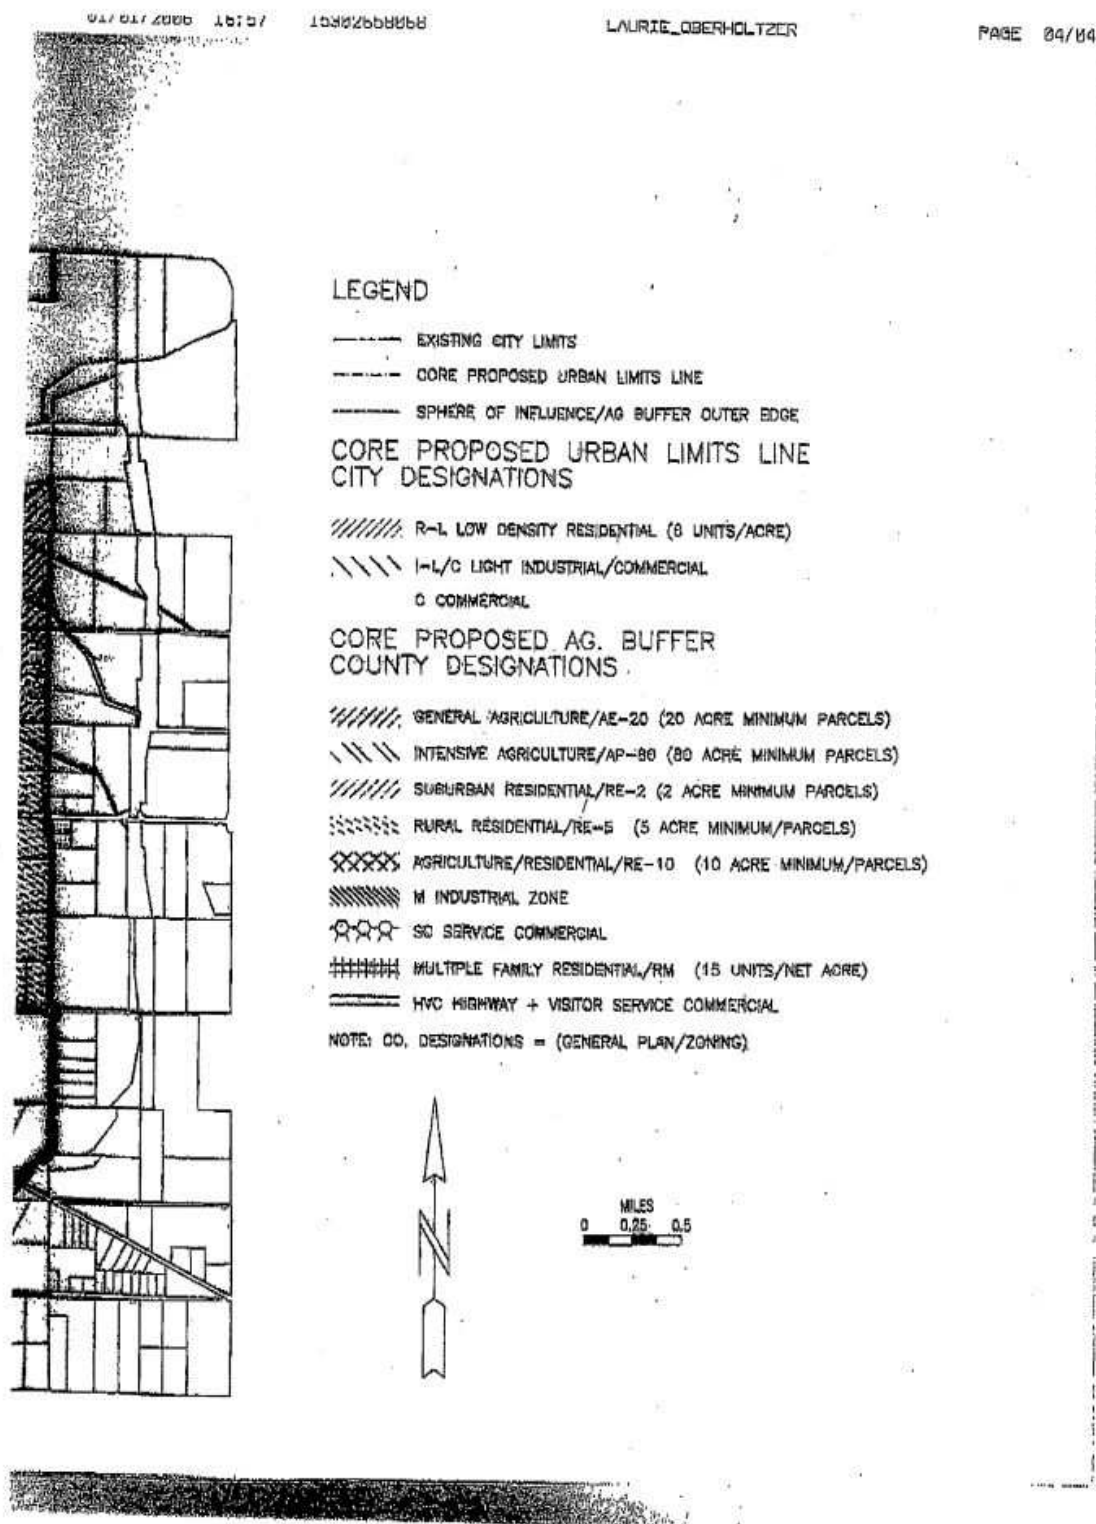 01/01/2006 16:57 15302658068 LAURIE_OBERHOLTZER PAGE 04/04
LEGEND
EXISTING CITY LIMITS
CORE PROPOSED URBAN LIMITS LINE
SPHERE OF INFLUENCE/AG BUFFER OUTER EDGE
CORE PROPOSED URBAN LIMITS LINE
CITY DESIGNATIONS
R-L LOW DENSITY RESIDENTIAL (6 UNITS/ACRE)
I-L/C LIGHT INDUSTRIAL/COMMERCIAL
C COMMERCIAL
CORE PROPOSED AG. BUFFER
COUNTY DESIGNATIONS
GENERAL AGRICULTURE/AE-20 (20 ACRE MINIMUM PARCELS)
INTENSIVE AGRICULTURE/AP-80 (80 ACRE MINIMUM PARCELS)
SUBURBAN RESIDENTIAL/RE-2 (2 ACRE MINIMUM PARCELS)
RURAL RESIDENTIAL/RE-5 (5 ACRE MINIMUM/PARCELS)
AGRICULTURE/RESIDENTIAL/RE-10 (10 ACRE MINIMUM/PARCELS)
M INDUSTRIAL ZONE
SC SERVICE COMMERCIAL
MULTIPLE FAMILY RESIDENTIAL/RM (15 UNITS/NET ACRE)
HVC HIGHWAY + VISITOR SERVICE COMMERCIAL
NOTE: CO. DESIGNATIONS = (GENERAL PLAN/ZONING)
N
MILES
0 0.25 0.5